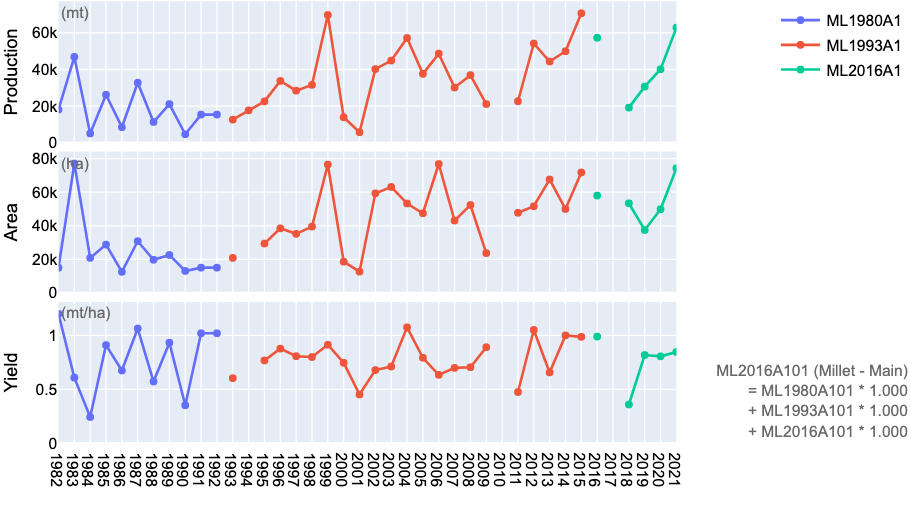 (mt)
Production
60k
40k
20k
0
ML1980A1
ML1993A1
ML2016A1
(ha)
Area
80k
60k
40k
20k
0
(mt/ha)
Yield
1
0.5
0
1982
1983
1984
1985
1986
1987
1988
1989
1990
1991
1992
1993
1994
1995
1996
1997
1998
1999
2000
2001
2002
2003
2004
2005
2006
2007
2008
2009
2010
2011
2012
2013
2014
2015
2016
2017
2018
2019
2020
2021
ML2016A101 (Millet - Main)
= ML1980A101 * 1.000
+ ML1993A101 * 1.000
+ ML2016A101 * 1.000